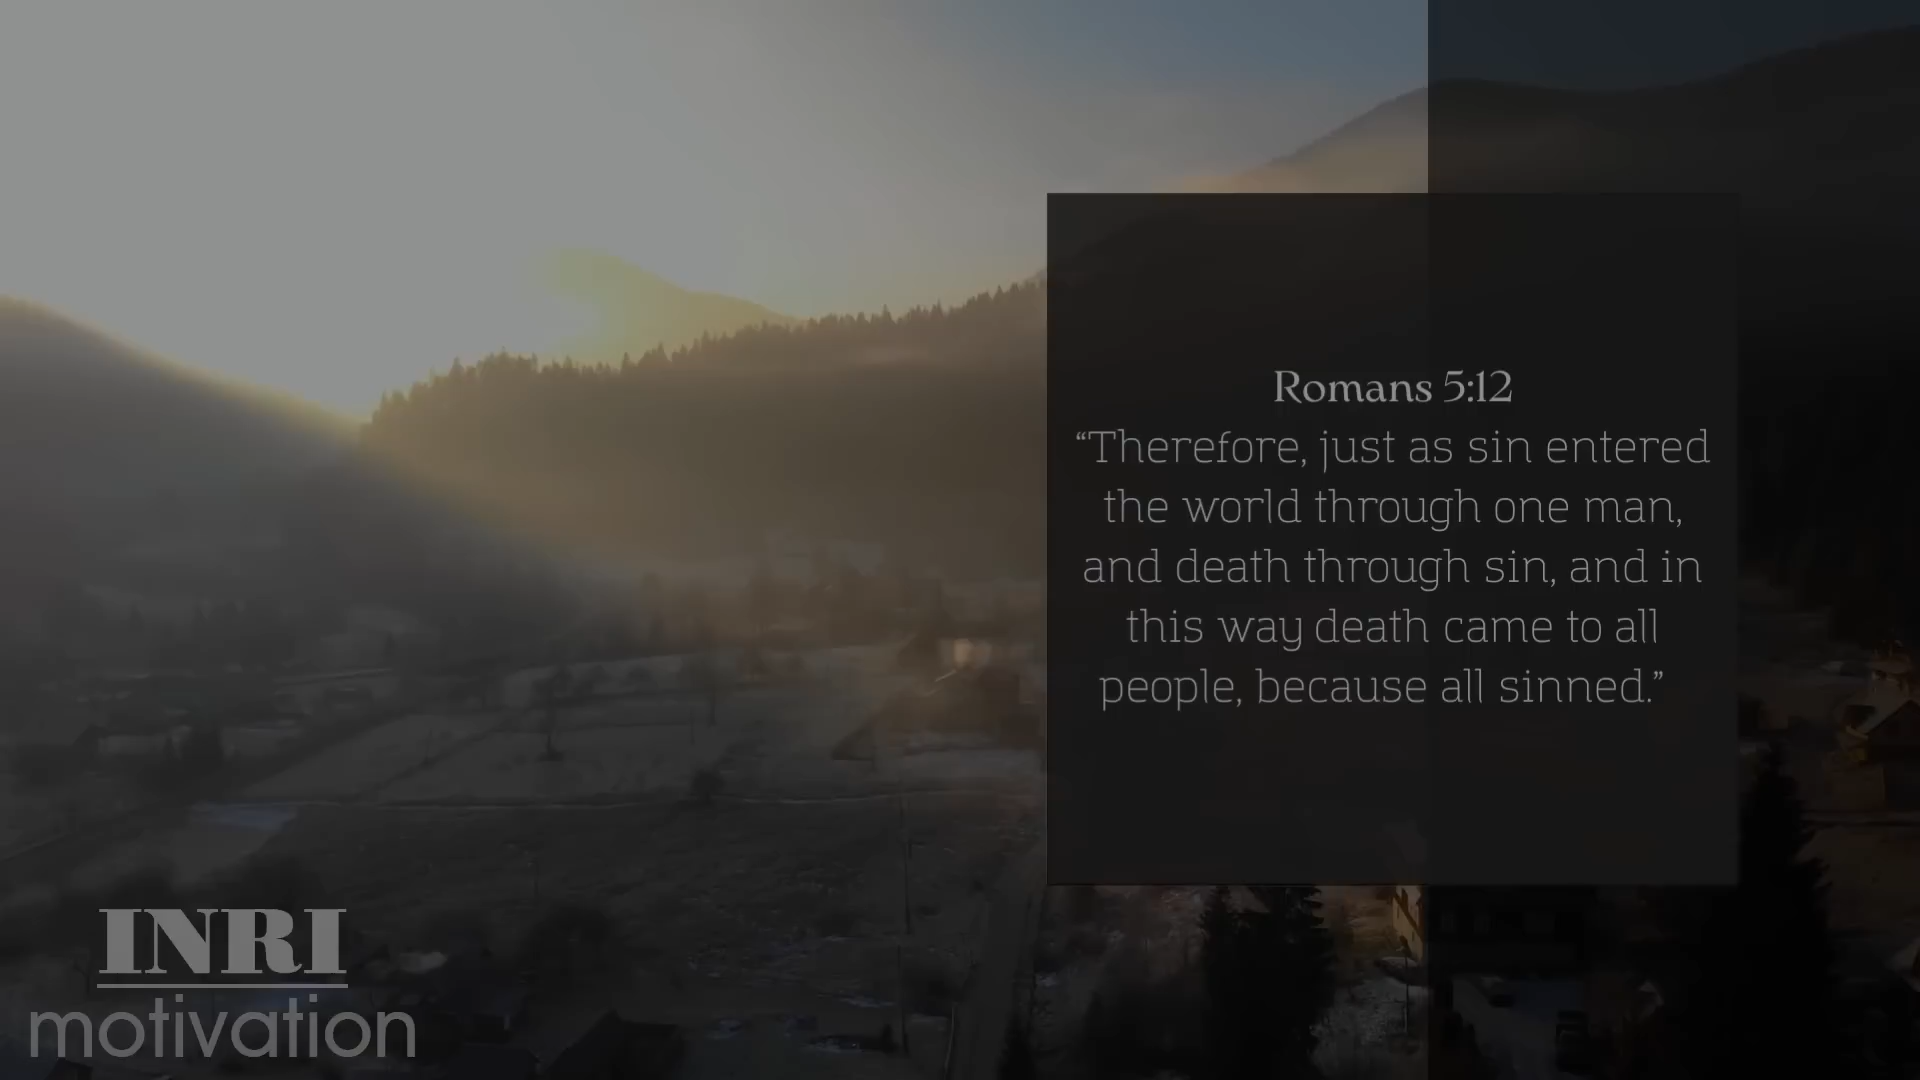 Romans 5:12
“Therefore, just as sin entered
the world through one man,
and death through sin, and in
this way death came to all
people, because all sinned.”
INRI
motivation